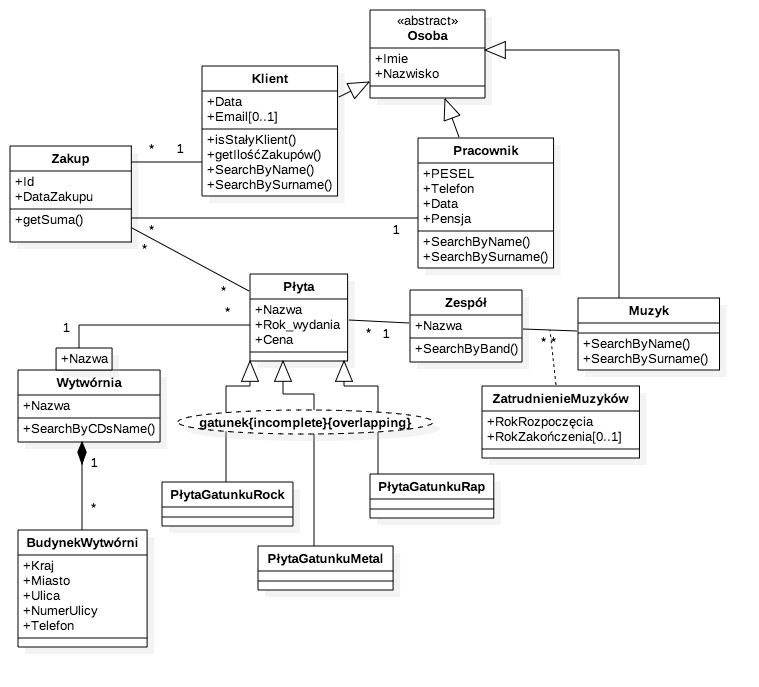 «abstract»
Osoba
+Imie
+Nazwisko
Klient
+Data
+Email[0..1]
+isStałyKlient()
+getIlośćZakupów()
+SearchByName()
+SearchBySurname()
Pracownik
+PESEL
+Telefon
+Data
+Pensja
+SearchByName()
+SearchBySurname()
Zakup
+Id
+DataZakupu
+getSuma()
*
1
*
1
*
*
Płyta
+Nazwa
+Rok_wydania
+Cena
*
1
*
1
Zespół
+Nazwa
+SearchByBand()
*
*
Muzyk
+SearchByName()
+SearchBySurname()
+Nazwa
Wytwórnia
+Nazwa
+SearchByCDsName()
ZatrudnienieMuzyków
+RokRozpoczęcia
+RokZakończenia[0..1]
gatunek{incomplete}{overlapping}
1
*
PłytaGatunkuRock
PłytaGatunkuRap
PłytaGatunkuMetal
BudynekWytwórni
+Kraj
+Miasto
+Ulica
+NumerUlicy
+Telefon